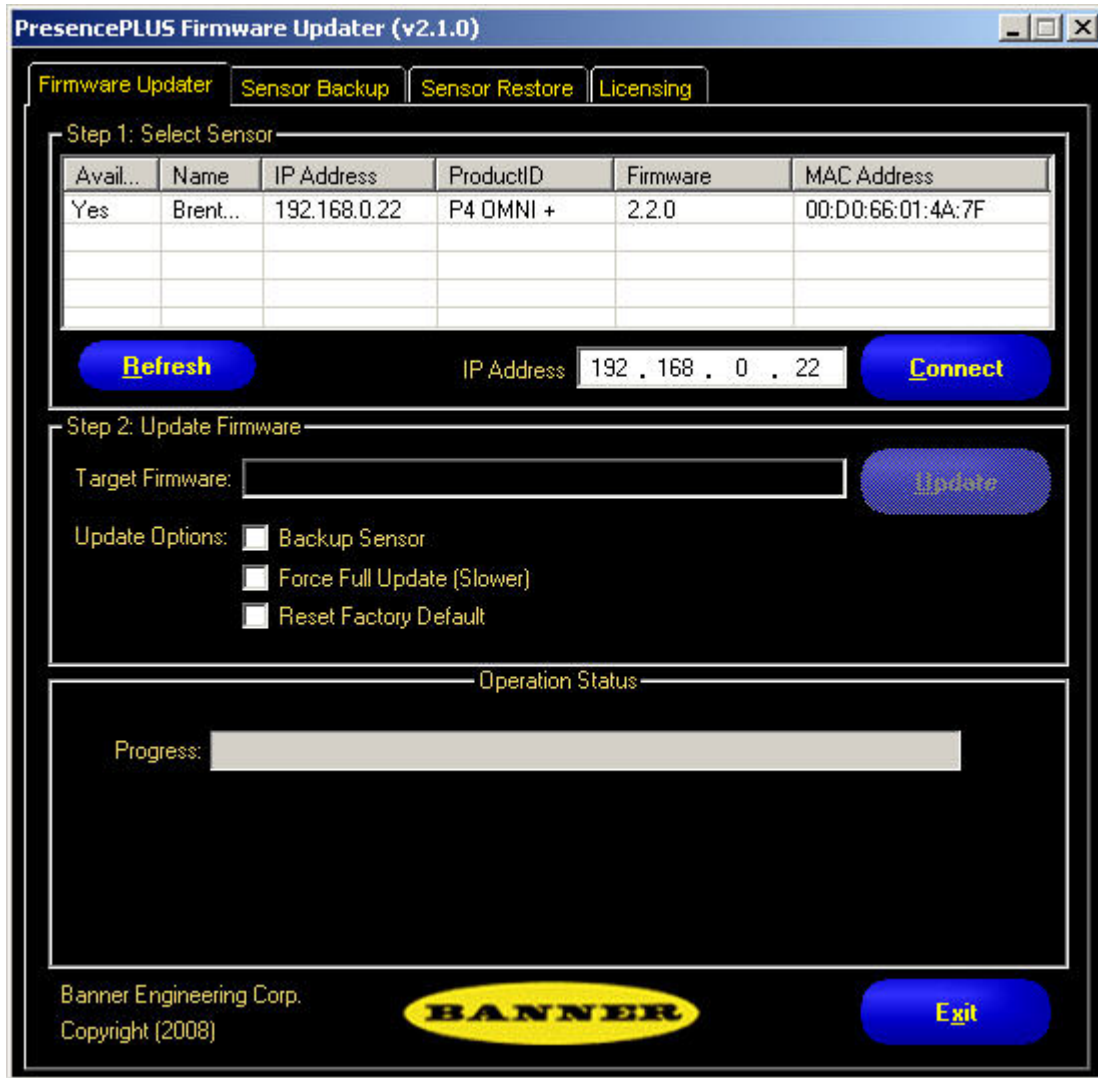 PresencePLUS Firmware Updater (v2.1.0)
Firmware Updater Sensor Backup Sensor Restore Licensing
Step 1: Select Sensor
Avail... Name IP Address ProductID Firmware MAC Address
Yes Brent... 192.168.0.22 P4 OMNI + 2.2.0 00:D0:66:01:4A:7F
Refresh IP Address 192 . 168 . 0 . 22 Connect
Step 2: Update Firmware
Target Firmware: Update
Update Options: Backup Sensor
Force Full Update (Slower)
Reset Factory Default
Operation Status
Progress:
Banner Engineering Corp.
Copyright (2008)
BANNER
Exit